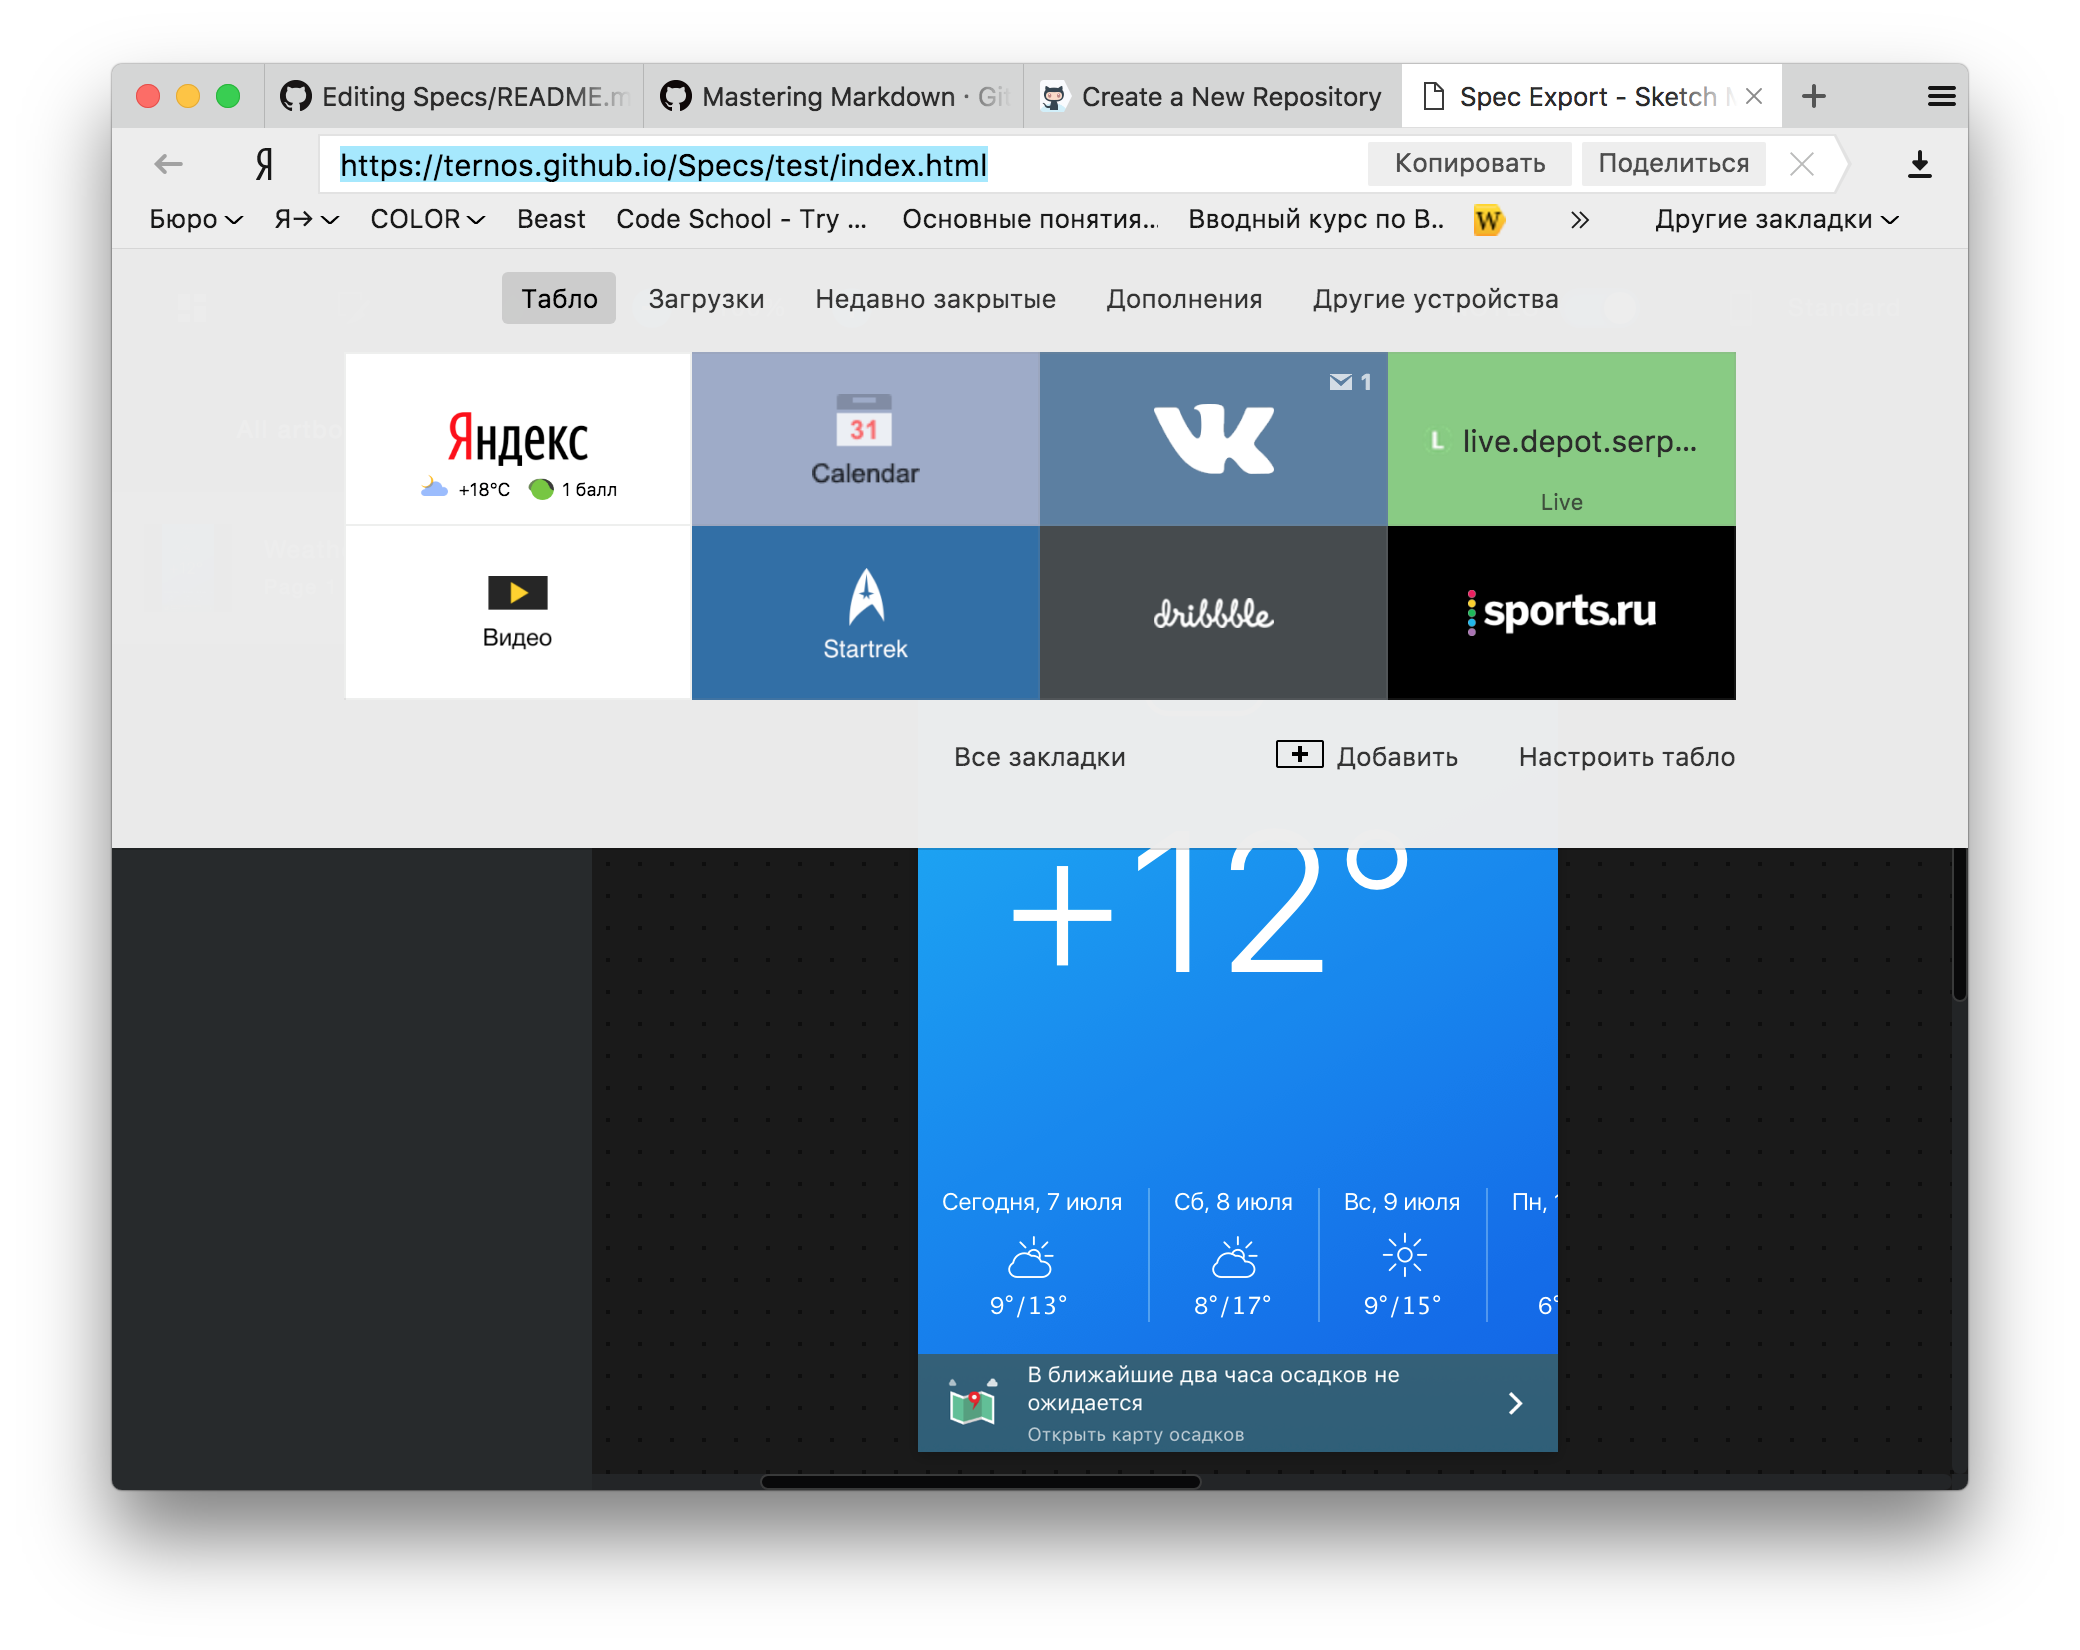 Editing Specs/README.m
Mastering Markdown · Git
Create a New Repository
Spec Export - Sketch M
Я
https://ternos.github.io/Specs/test/index.html
Копировать
Поделиться
Бюро
Я→
COLOR
Beast
Code School - Try ...
Основные понятия...
Вводный курс по В..
W
»
Другие закладки
Табло
Загрузки
Недавно закрытые
Дополнения
Другие устройства
All artbo
Яндекс
+18°C 1 балл
31
Calendar
1
L live.depot.serp...
Live
Видео
Startrek
dribbble
sports.ru
Все закладки
Добавить
Настроить табло
+12°
Сегодня, 7 июля
Сб, 8 июля
Вс, 9 июля
Пн,
9°/13°
8°/17°
9°/15°
6°
В ближайшие два часа осадков не
ожидается
Открыть карту осадков